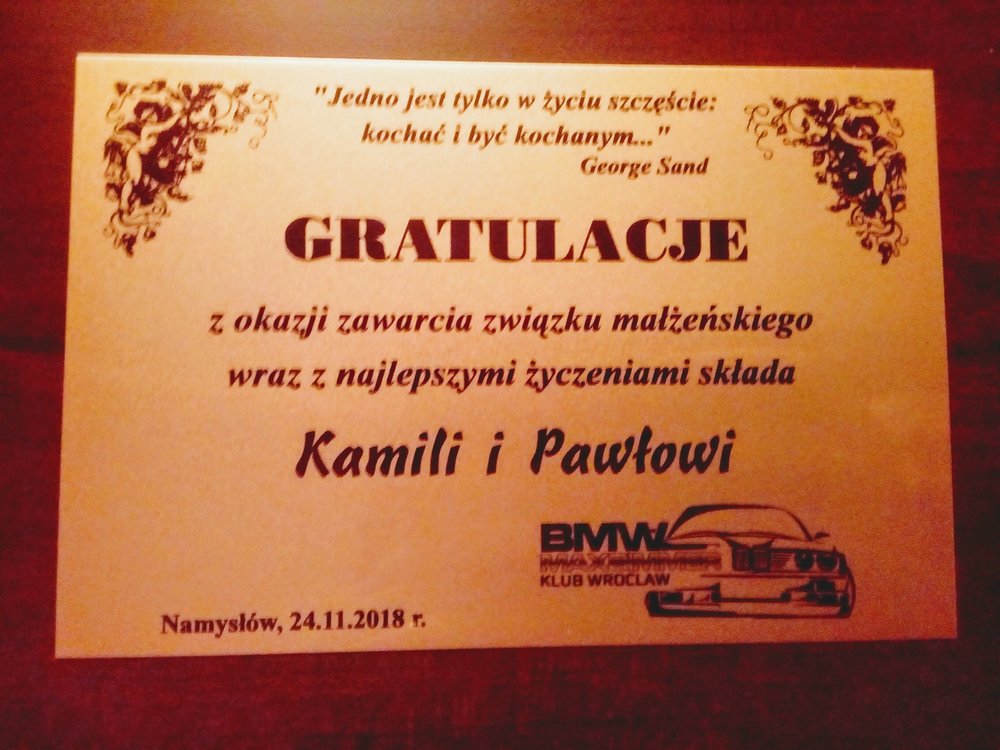 "Jedno jest tylko w życiu szczęście:
kochać i być kochanym..."
George Sand
GRATULACJE
z okazji zawarcia związku małżeńskiego
wraz z najlepszymi życzeniami składa
Kamili i Pawłowi
BMW
KLUB WROCŁAW
Namysłów, 24.11.2018 r.